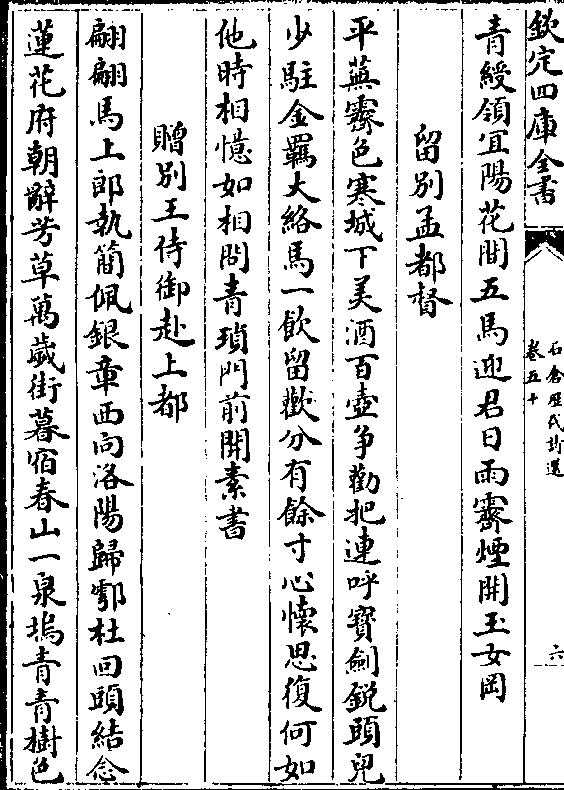 欽定四庫全書
石倉歷代詩選
卷五十
六
青綬領宜陽花間五馬迎君日雨霽煙開玉女岡
留別孟都督
平蕪霽色寒城下美酒百壺争勸把連呼寳劍鋭頭兒
少駐金羈大絡馬一飲留歡分有餘寸心懷思復何如
他時相憶如相問青瑣門前開素書
贈別王侍御赴上都
翩翩馬上郎執簡佩銀章西向洛陽歸鄠杜回頭結念
蓮花府朝辭芳草萬歲街暮宿春山一泉塢青青樹色